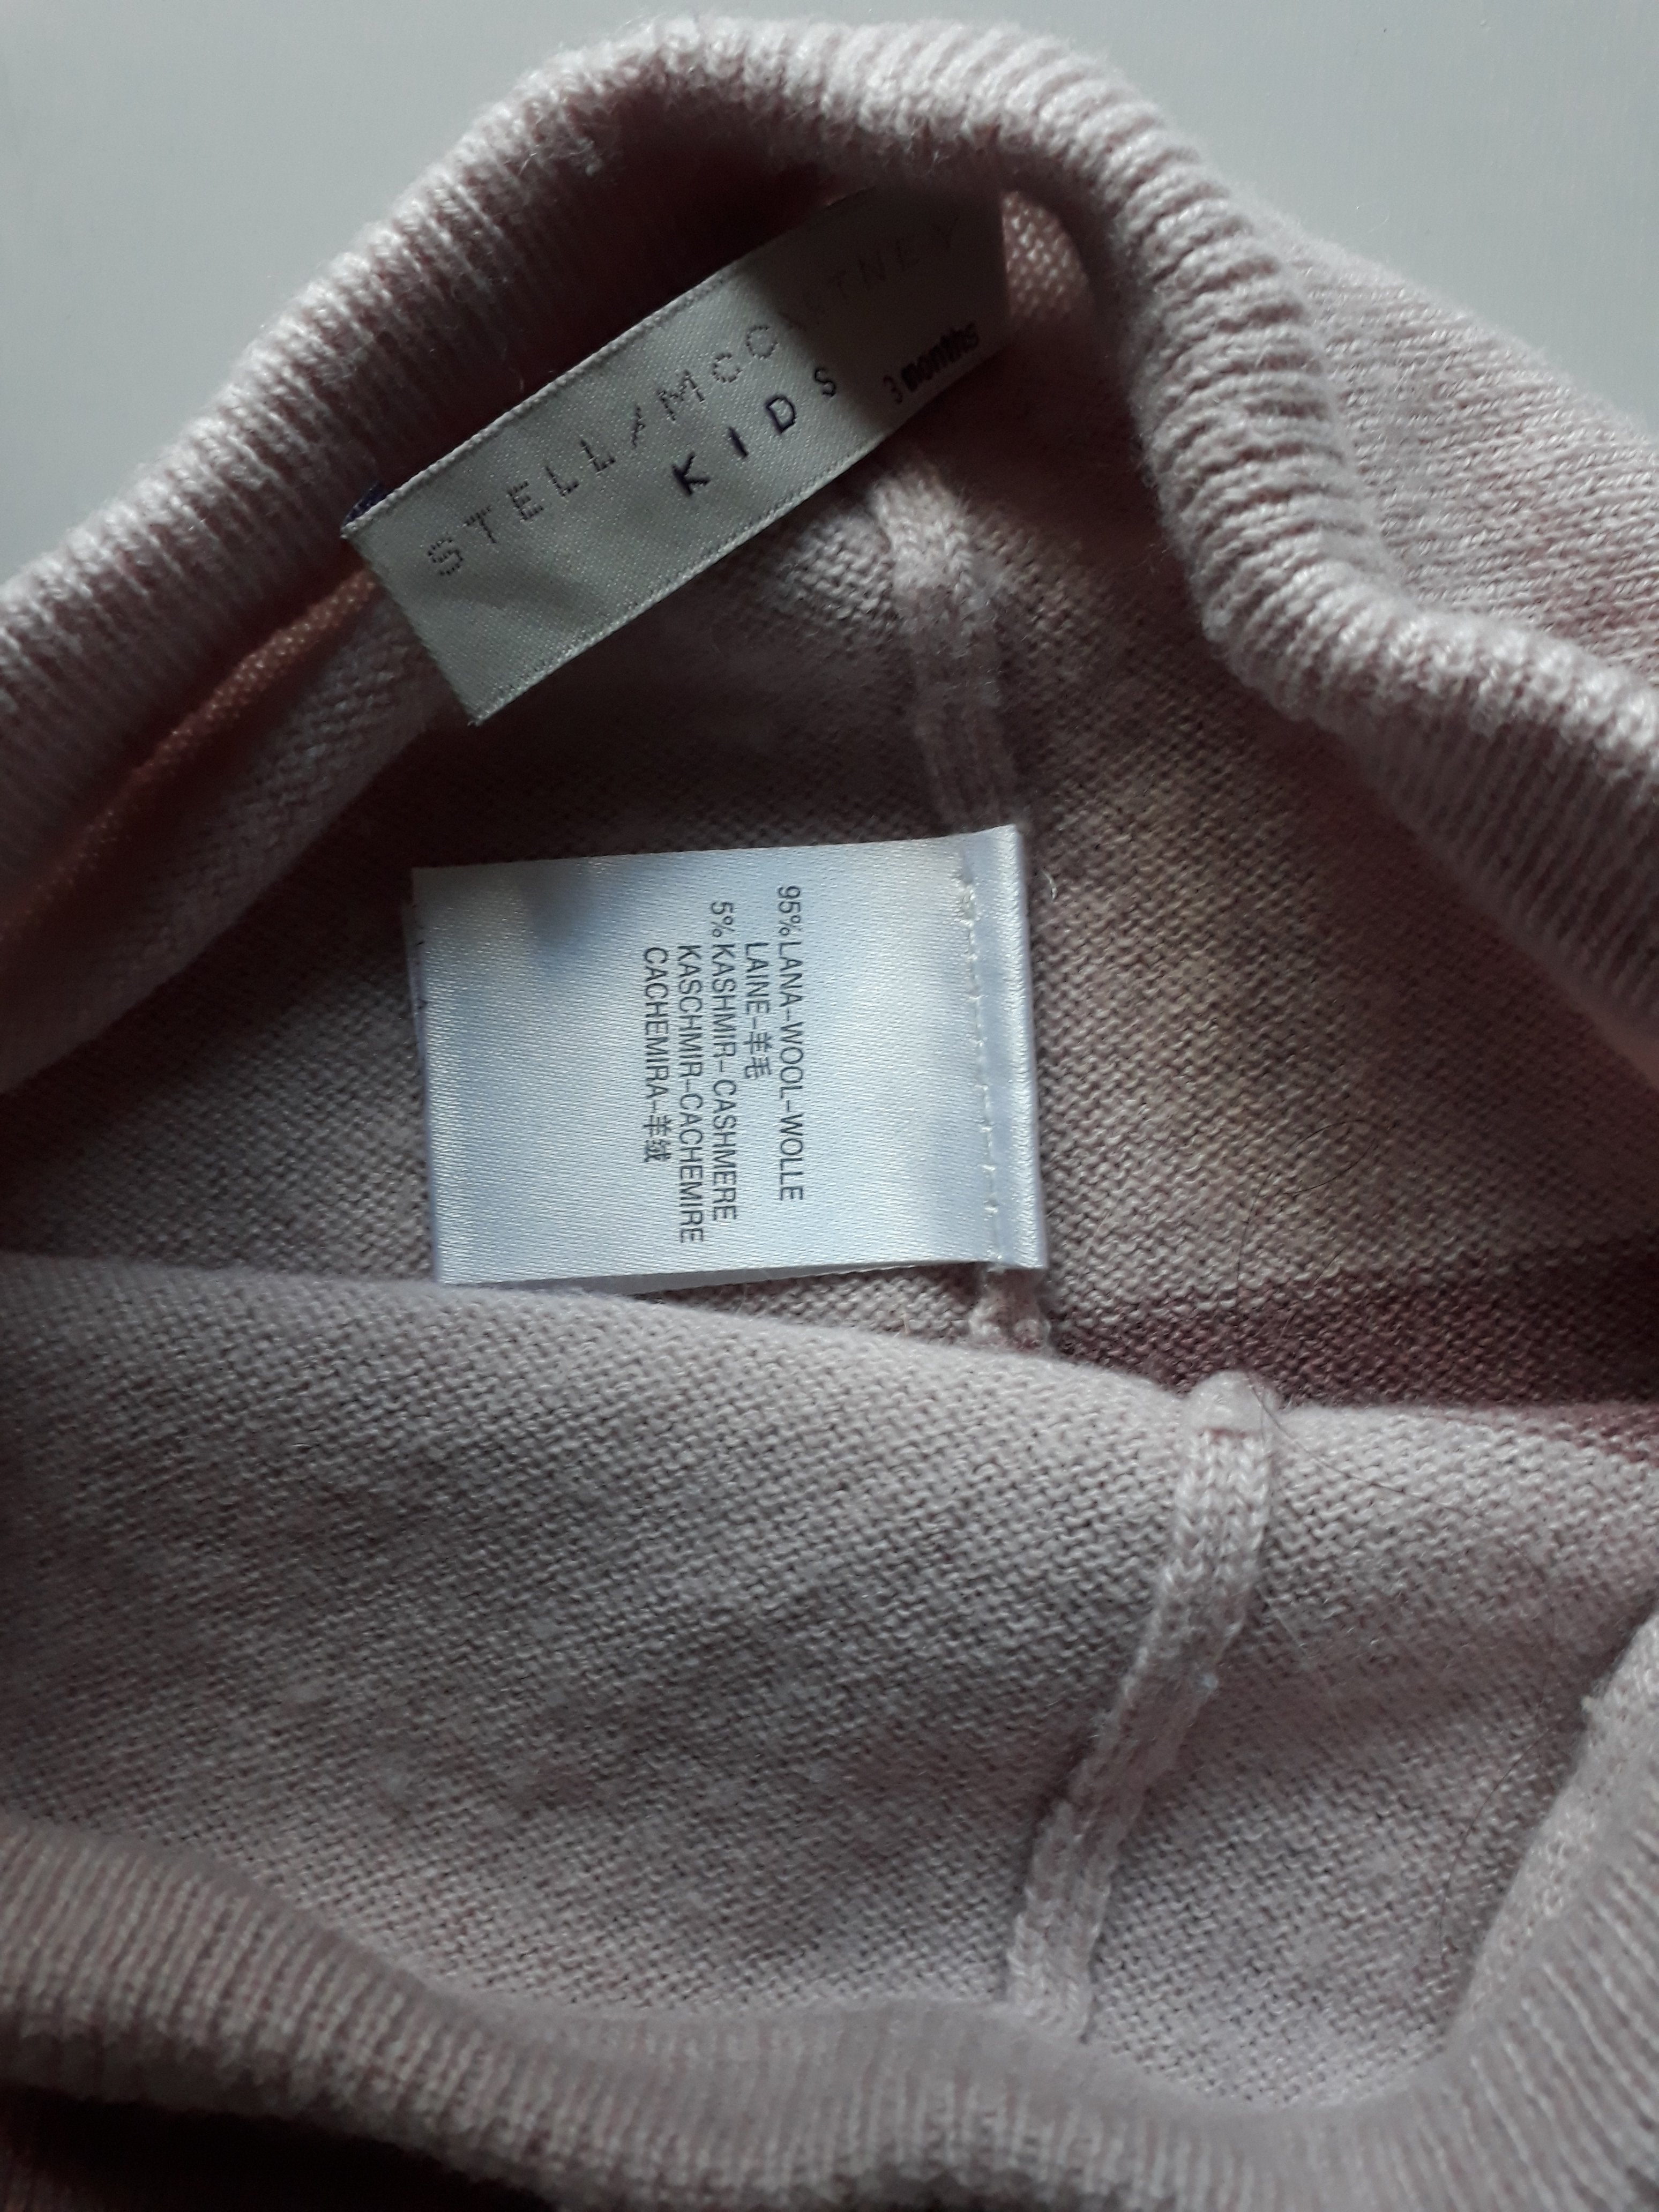 STELL/McCARTNEY
KIDS
3 months
95%LANA-WOOL-WOLLE
LAINE-羊毛
5%KASHMIR-CASHMERE
KASCHMIR-CACHEMIRE
CACHEMIRA-羊绒